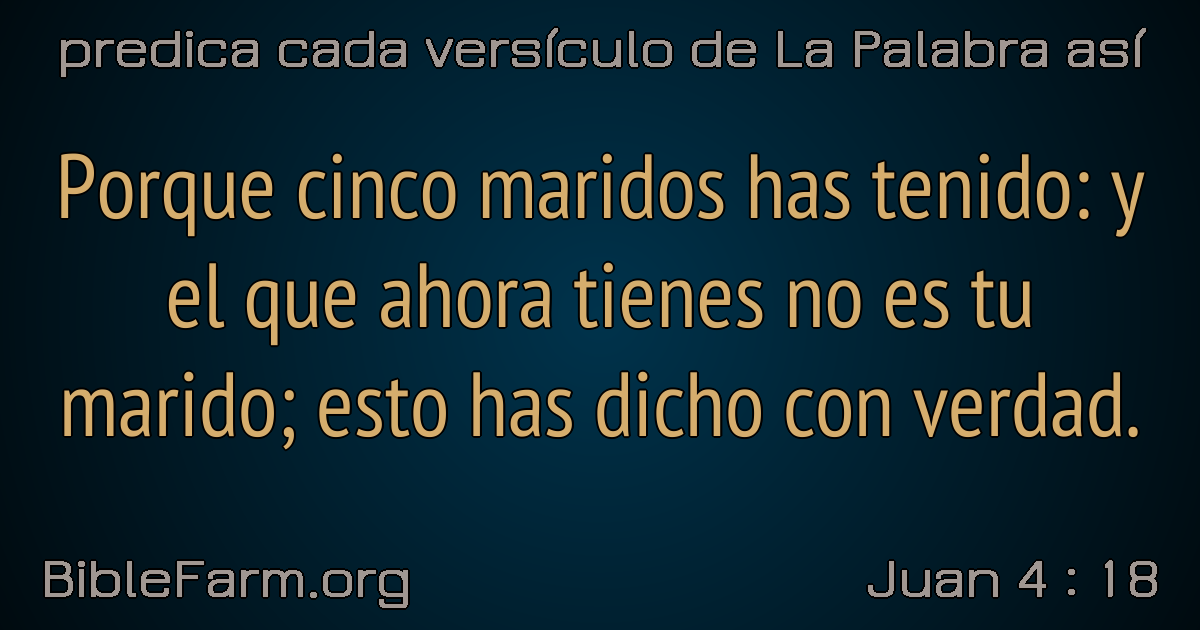 predica cada versículo de La Palabra así
Porque cinco maridos has tenido: y
el que ahora tienes no es tu
marido; esto has dicho con verdad.
BibleFarm.org
Juan 4 : 18